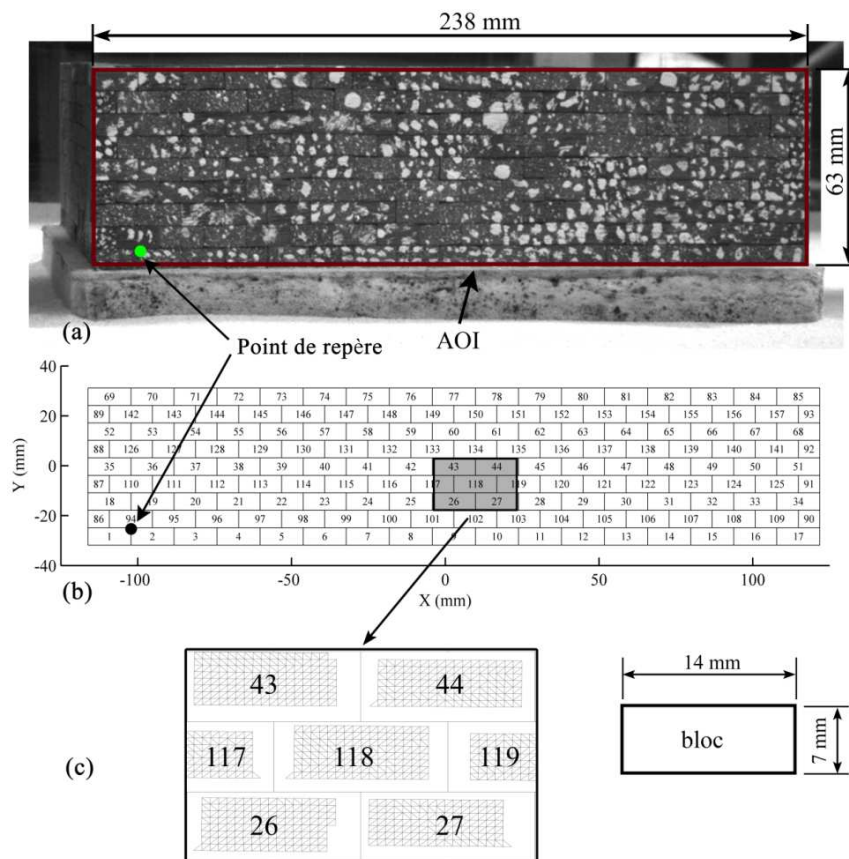 238 mm
63 mm
(a)
Point de repère
AOI
40
20
0
-20
-40
Y (mm)
69 70 71 72 73 74 75 76 77 78 79 80 81 82 83 84 85
89 142 143 144 145 146 147 148 149 150 151 152 153 154 155 156 157 93
52 53 54 55 56 57 58 59 60 61 62 63 64 65 66 67 68
88 126 127 128 129 130 131 132 133 134 135 136 137 138 139 140 141 92
35 36 37 38 39 40 41 42 43 44 45 46 47 48 49 50 51
87 110 111 112 113 114 115 116 117 118 119 120 121 122 123 124 125 91
18 19 20 21 22 23 24 25 26 27 28 29 30 31 32 33 34
86 94 95 96 97 98 99 100 101 102 103 104 105 106 107 108 109 90
1 2 3 4 5 6 7 8 9 10 11 12 13 14 15 16 17
-100 -50 0 50 100
X (mm)
(b)
43 44
117 118 119
26 27
(c)
14 mm
bloc
7 mm